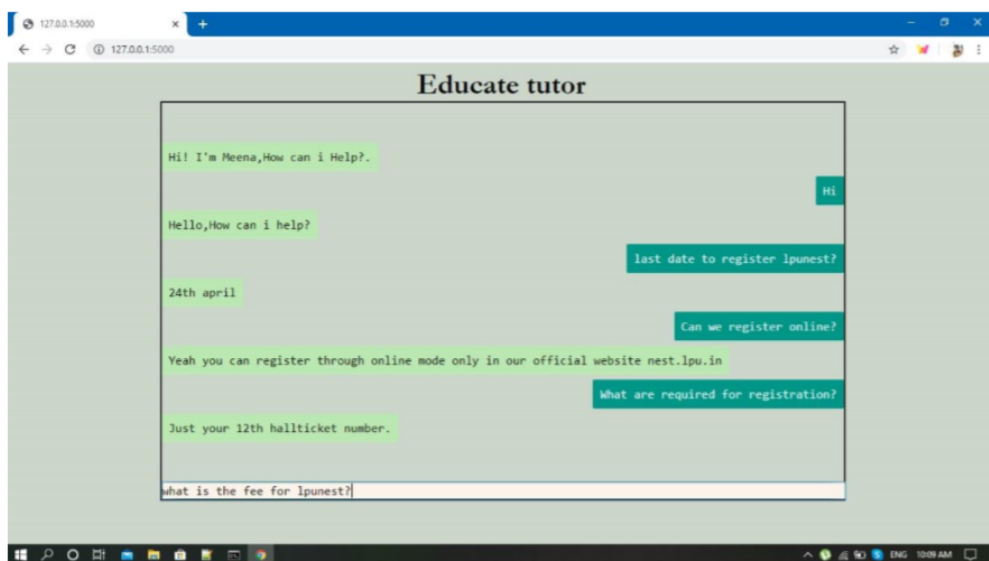 127.0.0.1:5000
127.0.0.1:5000
Educate tutor
Hi! I'm Meena,How can i Help?.
Hi
Hello,How can i help?
last date to register lpunest?
24th april
Can we register online?
Yeah you can register through online mode only in our official website nest.lpu.in
What are required for registration?
Just your 12th hallticket number.
what is the fee for lpunest?
ENG 10:09 AM